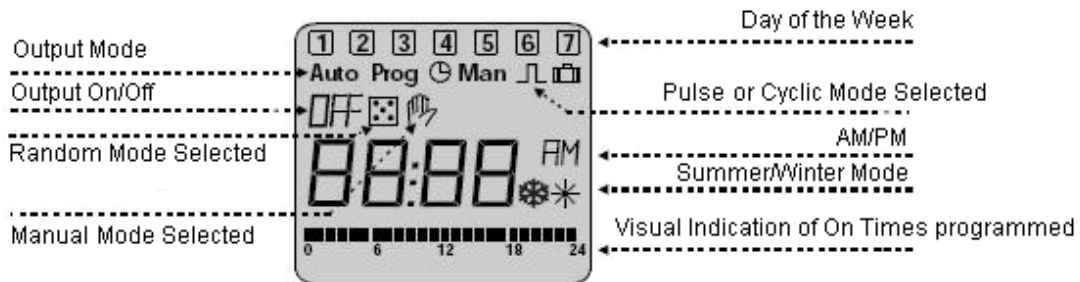 Day of the Week
1 2 3 4 5 6 7
Output Mode
Auto Prog Man
Output On/Off
Pulse or Cyclic Mode Selected
OFF
AM/PM
Random Mode Selected
88:88 AM
Summer/Winter Mode
Manual Mode Selected
Visual Indication of On Times programmed
0 6 12 18 24